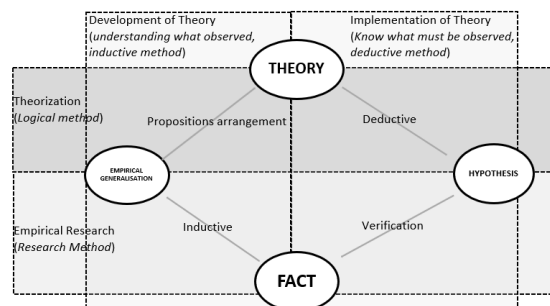 Development of Theory
(understanding what observed,
inductive method)
Implementation of Theory
(Know what must be observed,
deductive method)
THEORY
Theorization
(Logical method)
Propositions arrangement
Deductive
EMPIRICAL
GENERALISATION
HYPOTHESIS
Empirical Research
(Research Method)
Inductive
Verification
FACT